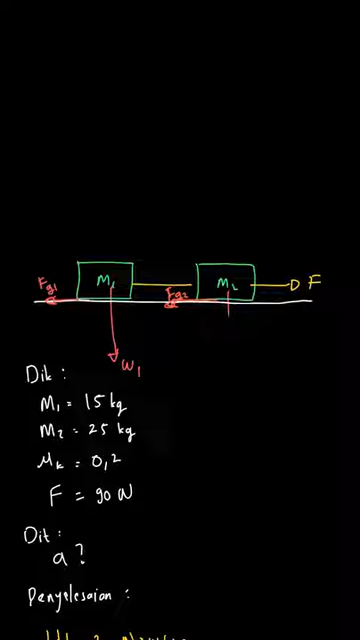 Fg1 M1 Fg2 M2 F
W1
Dik :
M1 = 15 kg
M2 = 25 kg
μk = 0,2
F = 90 N
Dit :
a ?
Penyelesaian :